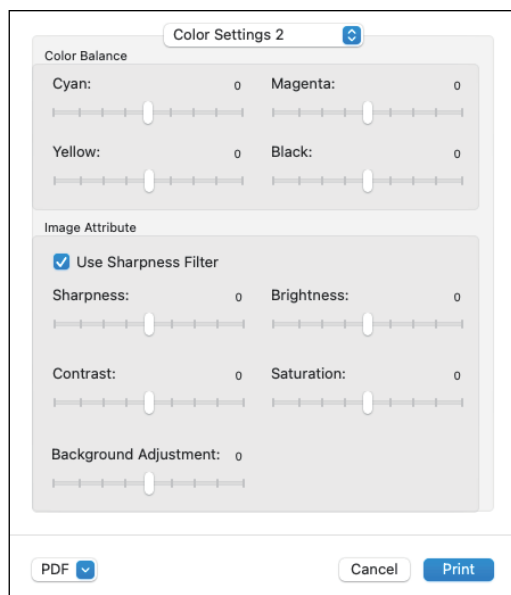 Color Settings 2
Color Balance
Cyan: 0 Magenta: 0
Yellow: 0 Black: 0
Image Attribute
Use Sharpness Filter
Sharpness: 0 Brightness: 0
Contrast: 0 Saturation: 0
Background Adjustment: 0
PDF Cancel Print